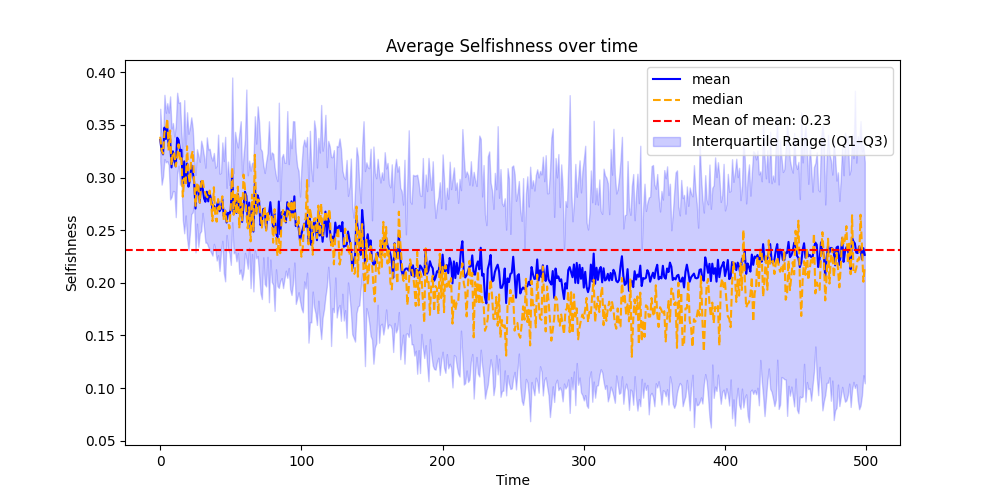 Average Selfishness over time
mean
median
Mean of mean: 0.23
Interquartile Range (Q1–Q3)
Selfishness
0.40
0.35
0.30
0.25
0.20
0.15
0.10
0.05
0 100 200 300 400 500
Time